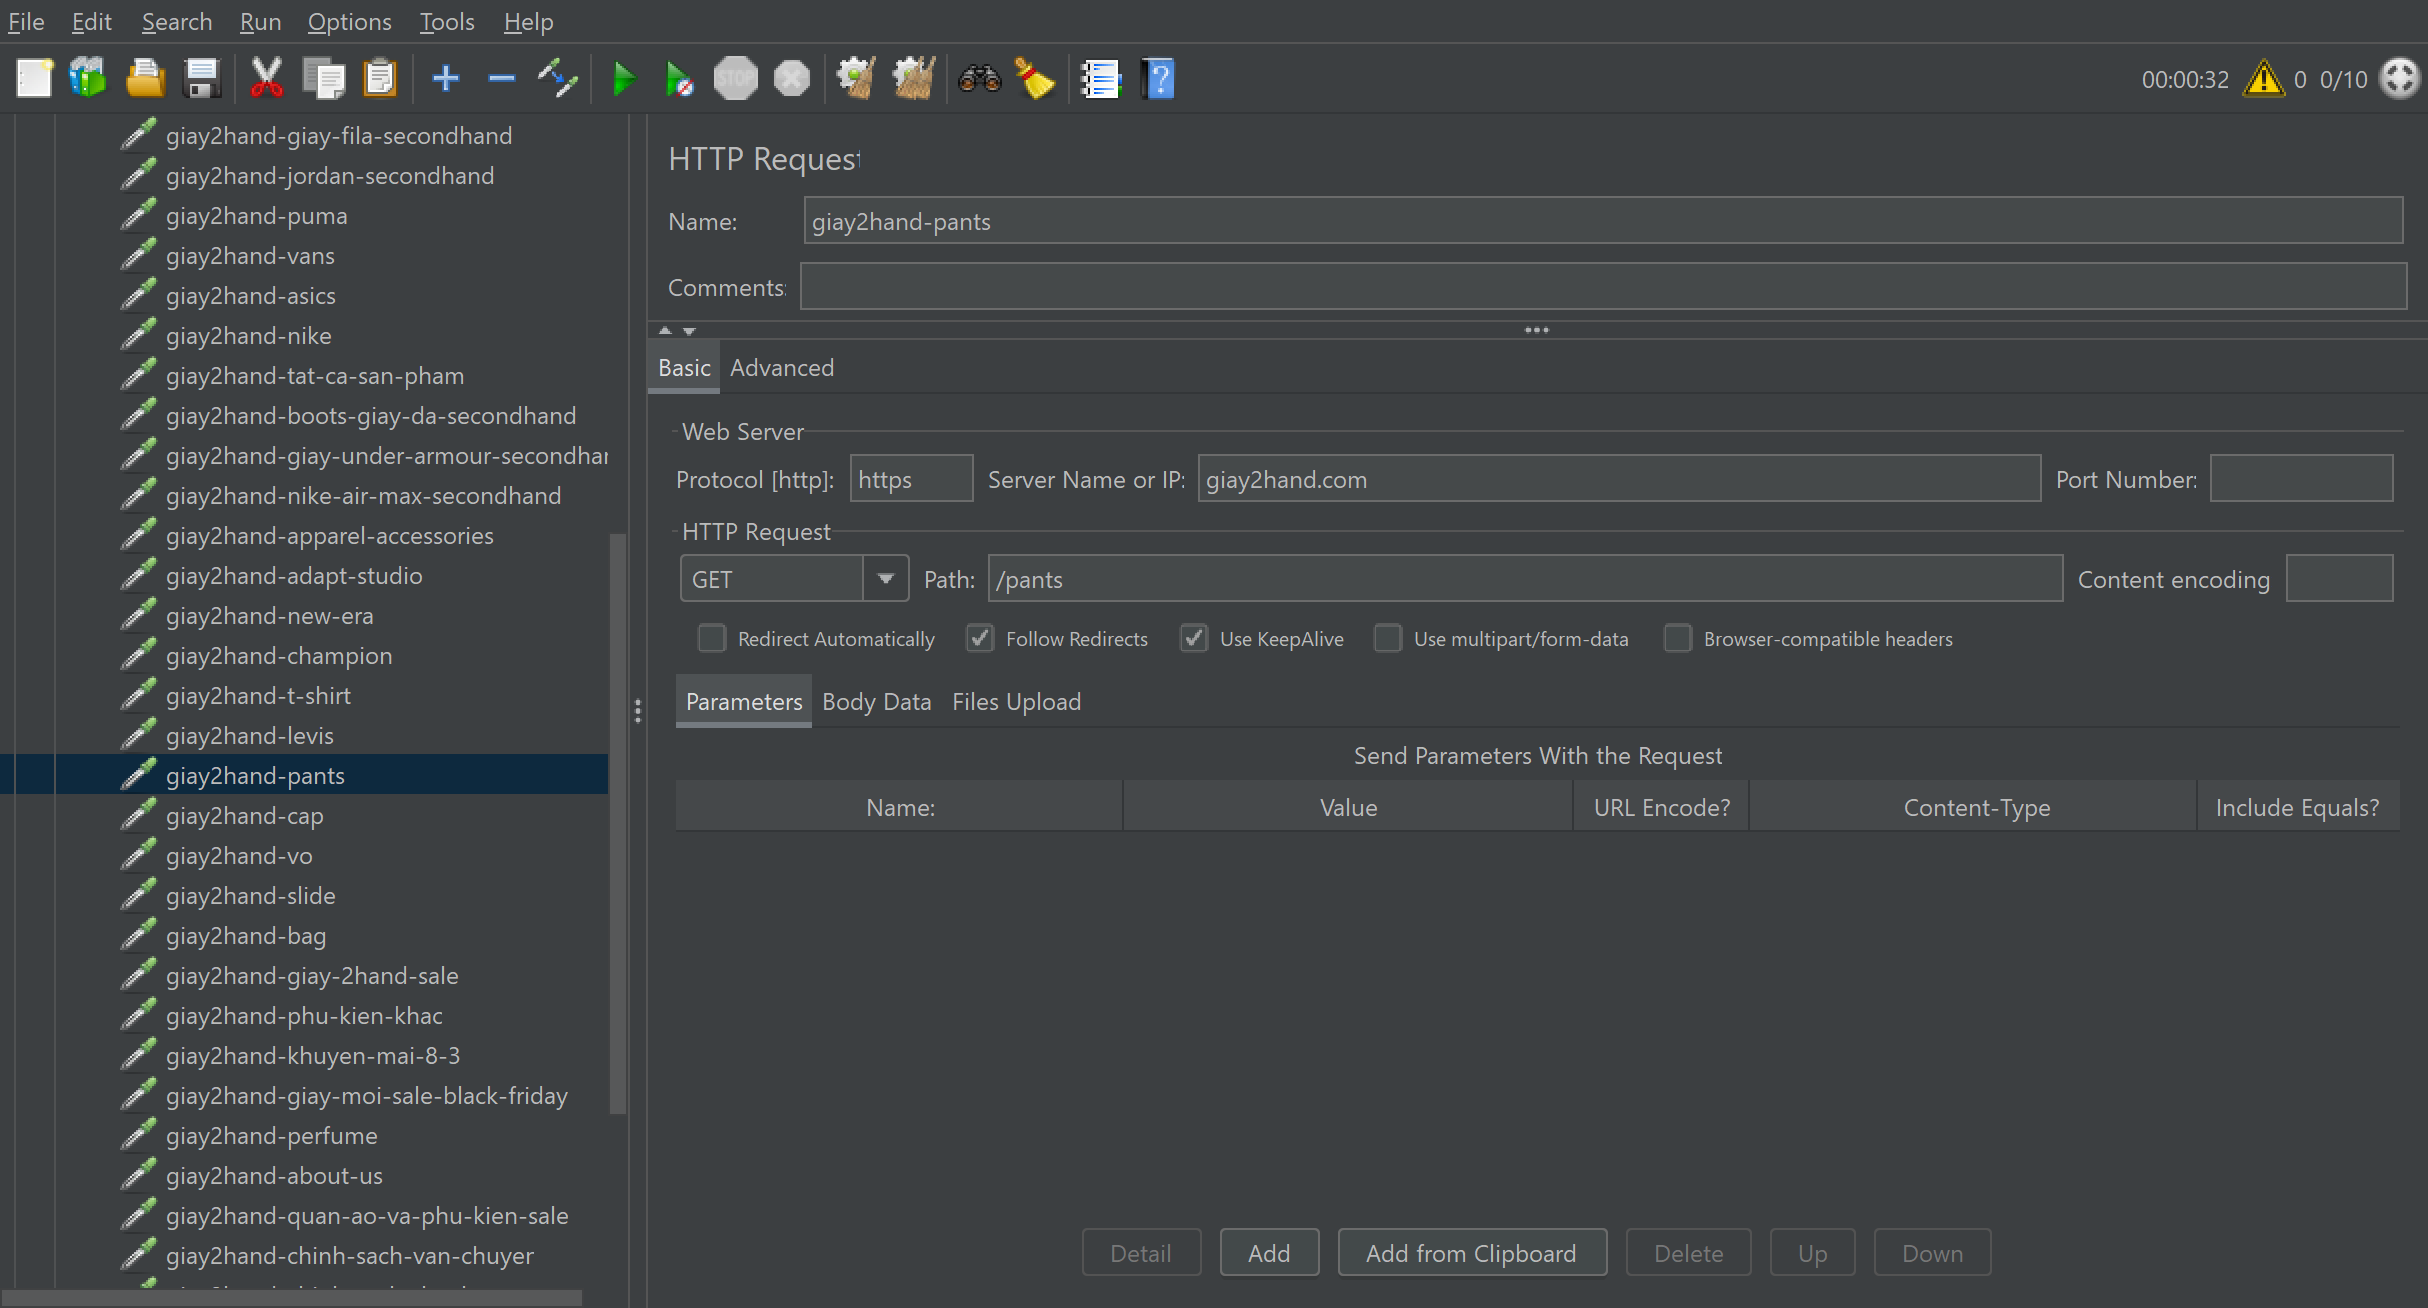 File Edit Search Run Options Tools Help
STOP
00:00:32 0 0/10
giay2hand-giay-fila-secondhand
giay2hand-jordan-secondhand
giay2hand-puma
giay2hand-vans
giay2hand-asics
giay2hand-nike
giay2hand-tat-ca-san-pham
giay2hand-boots-giay-da-secondhand
giay2hand-giay-under-armour-secondhar
giay2hand-nike-air-max-secondhand
giay2hand-apparel-accessories
giay2hand-adapt-studio
giay2hand-new-era
giay2hand-champion
giay2hand-t-shirt
giay2hand-levis
giay2hand-pants
giay2hand-cap
giay2hand-vo
giay2hand-slide
giay2hand-bag
giay2hand-giay-2hand-sale
giay2hand-phu-kien-khac
giay2hand-khuyen-mai-8-3
giay2hand-giay-moi-sale-black-friday
giay2hand-perfume
giay2hand-about-us
giay2hand-quan-ao-va-phu-kien-sale
giay2hand-chinh-sach-van-chuyer
HTTP Request
Name: giay2hand-pants
Comments:
Basic Advanced
Web Server
Protocol [http]: https Server Name or IP: giay2hand.com Port Number:
HTTP Request
GET Path: /pants Content encoding
Redirect Automatically Follow Redirects Use KeepAlive Use multipart/form-data Browser-compatible headers
Parameters Body Data Files Upload
Send Parameters With the Request
Name: Value URL Encode? Content-Type Include Equals?
Detail Add Add from Clipboard Delete Up Down